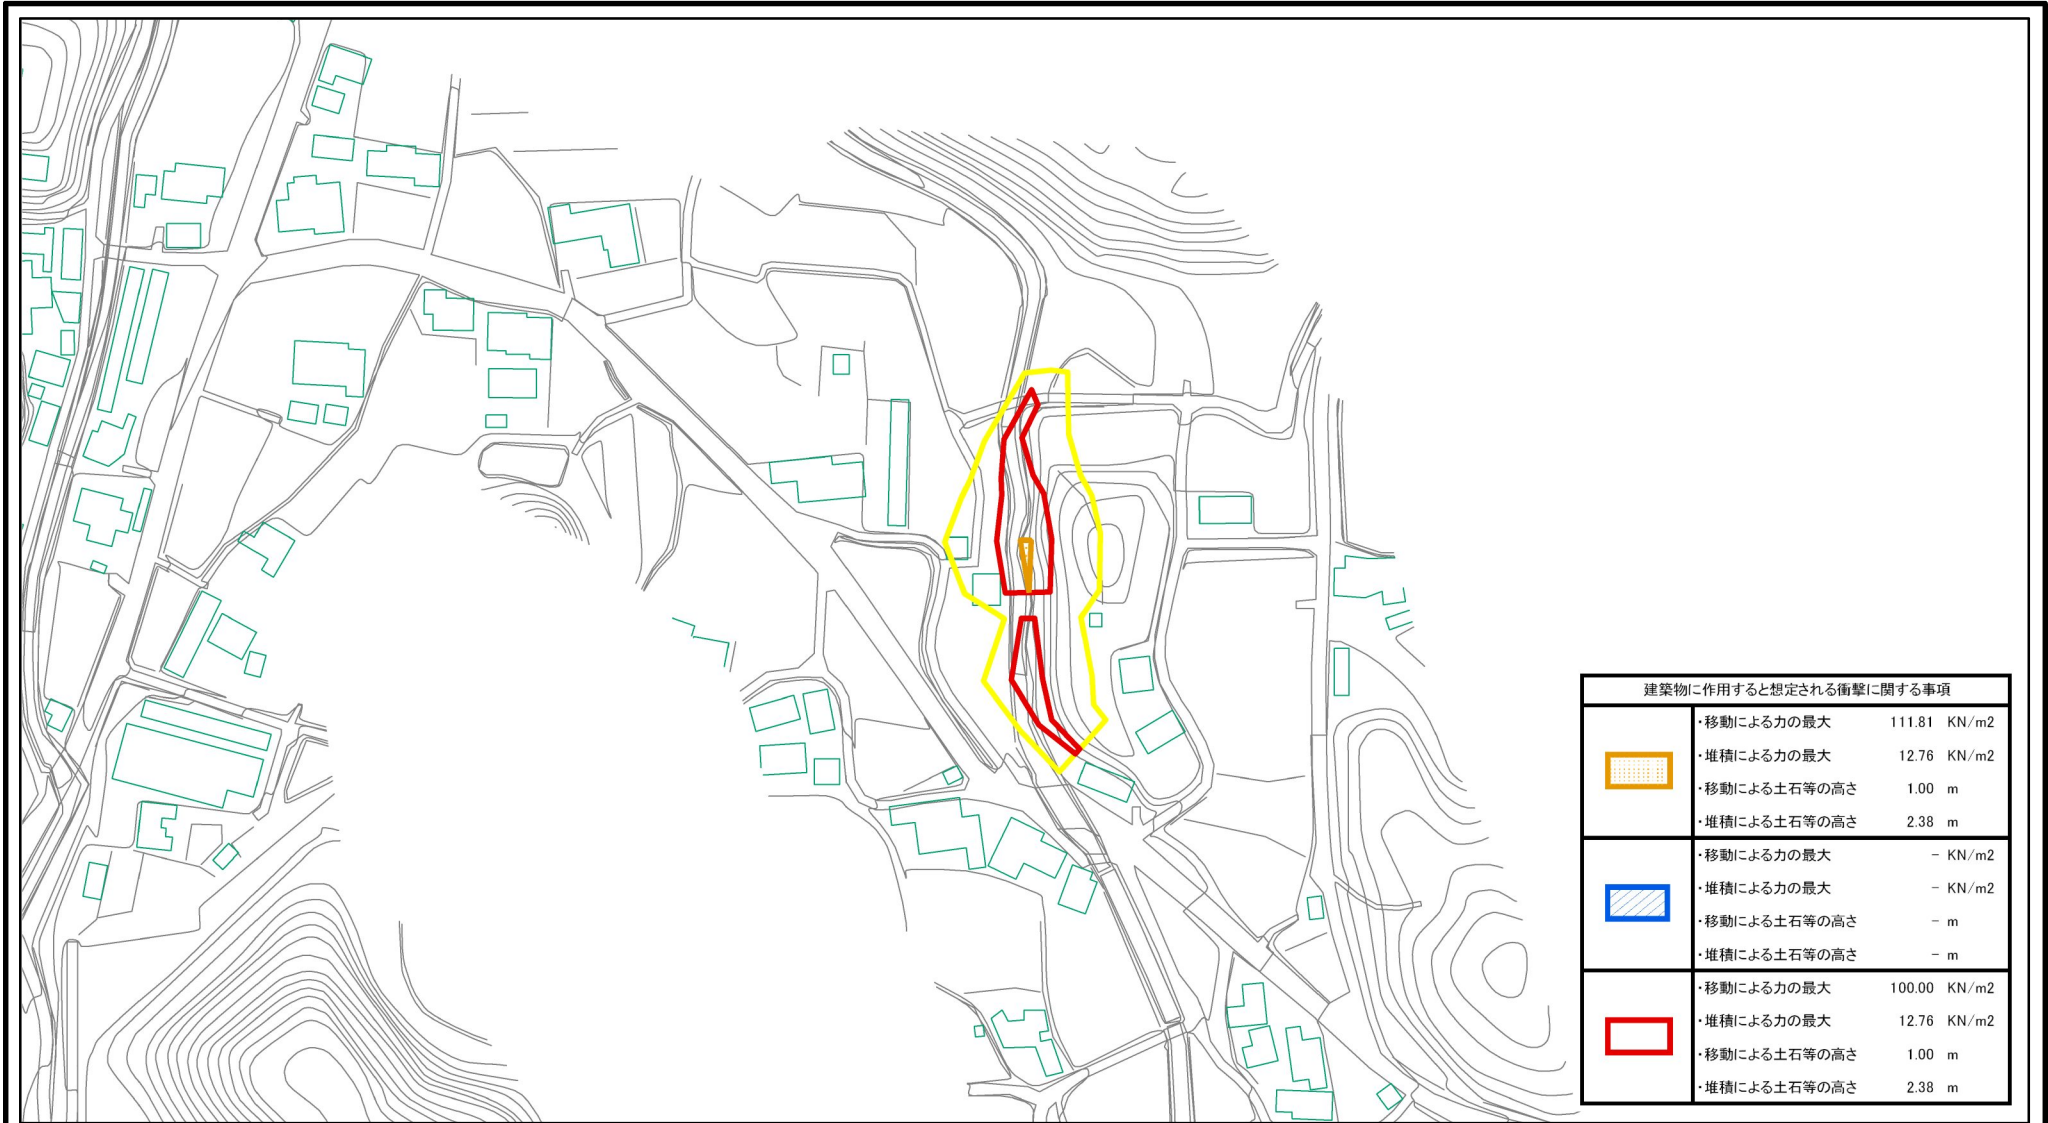 建築物に作用すると想定される衝撃に関する事項
・移動による力の最大 111.81 KN/m2
・堆積による力の最大 12.76 KN/m2
・移動による土石等の高さ 1.00 m
・堆積による土石等の高さ 2.38 m
・移動による力の最大 - KN/m2
・堆積による力の最大 - KN/m2
・移動による土石等の高さ - m
・堆積による土石等の高さ - m
・移動による力の最大 100.00 KN/m2
・堆積による力の最大 12.76 KN/m2
・移動による土石等の高さ 1.00 m
・堆積による土石等の高さ 2.38 m